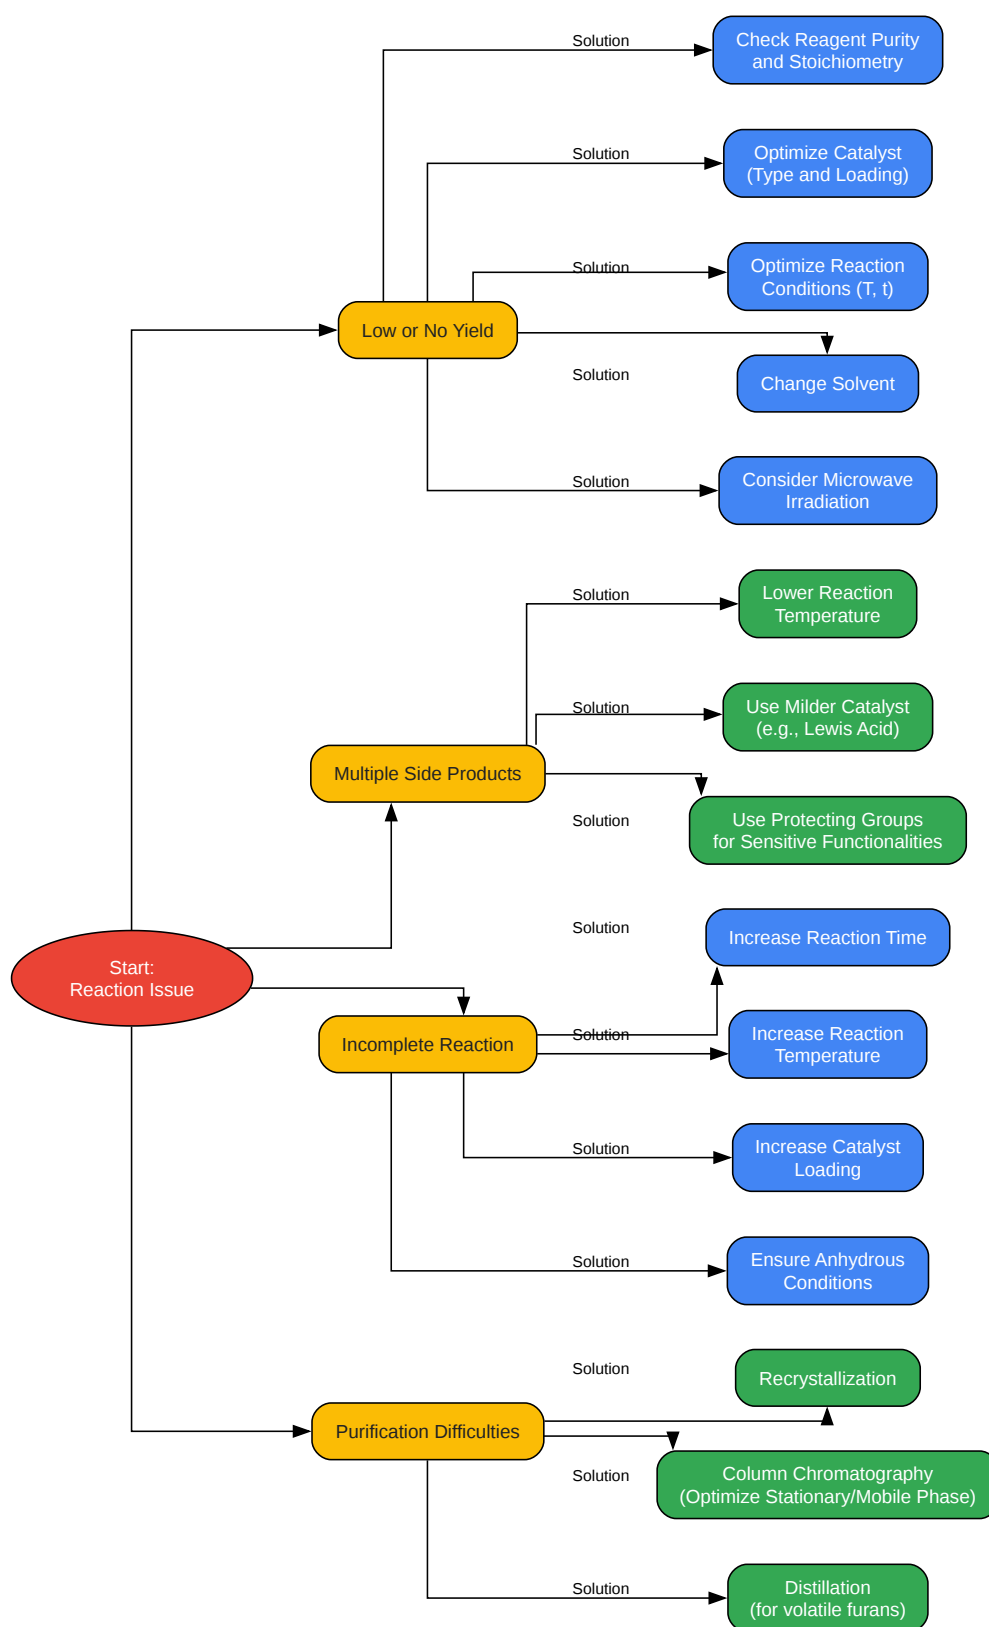 Solution
Check Reagent Purity
and Stoichiometry
Solution
Optimize Catalyst
(Type and Loading)
Solution
Optimize Reaction
Conditions (T, t)
Low or No Yield
Solution
Change Solvent
Solution
Consider Microwave
Irradiation
Solution
Lower Reaction
Temperature
Solution
Use Milder Catalyst
(e.g., Lewis Acid)
Multiple Side Products
Solution
Use Protecting Groups
for Sensitive Functionalities
Solution
Increase Reaction Time
Start:
Reaction Issue
Incomplete Reaction
Solution
Increase Reaction
Temperature
Solution
Increase Catalyst
Loading
Solution
Ensure Anhydrous
Conditions
Solution
Recrystallization
Purification Difficulties
Solution
Column Chromatography
(Optimize Stationary/Mobile Phase)
Solution
Distillation
(for volatile furans)